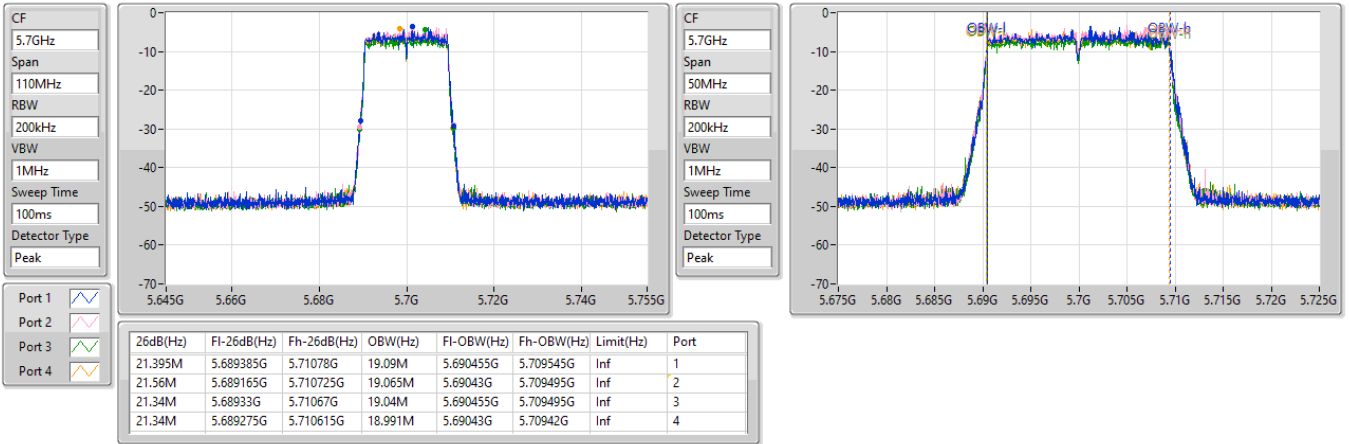 CF
5.7GHz
Span
110MHz
RBW
200kHz
VBW
1MHz
Sweep Time
100ms
Detector Type
Peak
0
-10
-20
-30
-40
-50
-60
-70
5.645G 5.66G 5.68G 5.7G 5.72G 5.74G 5.755G
CF
5.7GHz
Span
50MHz
RBW
200kHz
VBW
1MHz
Sweep Time
100ms
Detector Type
Peak
0
-10
-20
-30
-40
-50
-60
-70
OBW-l OBW-h
5.675G 5.68G 5.685G 5.69G 5.695G 5.7G 5.705G 5.71G 5.715G 5.72G 5.725G
Port 1
Port 2
Port 3
Port 4
26dB(Hz) Fl-26dB(Hz) Fh-26dB(Hz) OBW(Hz) Fl-OBW(Hz) Fh-OBW(Hz) Limit(Hz) Port
21.395M 5.689385G 5.71078G 19.09M 5.690455G 5.709545G Inf 1
21.56M 5.689165G 5.710725G 19.065M 5.69043G 5.709495G Inf 2
21.34M 5.68933G 5.71067G 19.04M 5.690455G 5.709495G Inf 3
21.34M 5.689275G 5.710615G 18.991M 5.69043G 5.70942G Inf 4